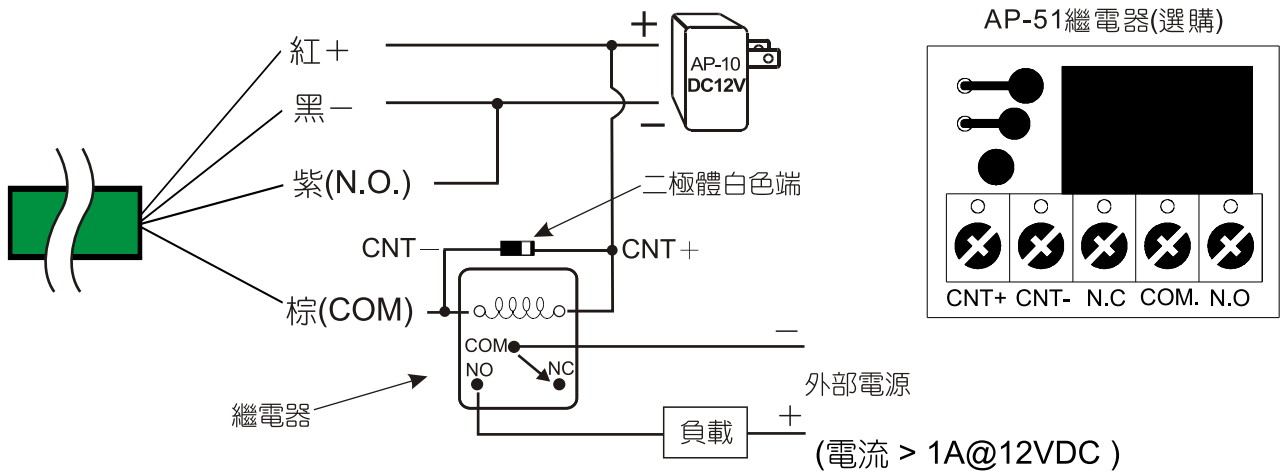 AP-51繼電器(選購)
紅＋
+
AP-10
DC12V
黑－
－
紫(N.O.)
二極體白色端
CNT－
CNT＋
棕(COM)
COM
NO
NC
繼電器
－
外部電源
負載
＋
(電流 > 1A@12VDC )
CNT+ CNT- N.C COM. N.O